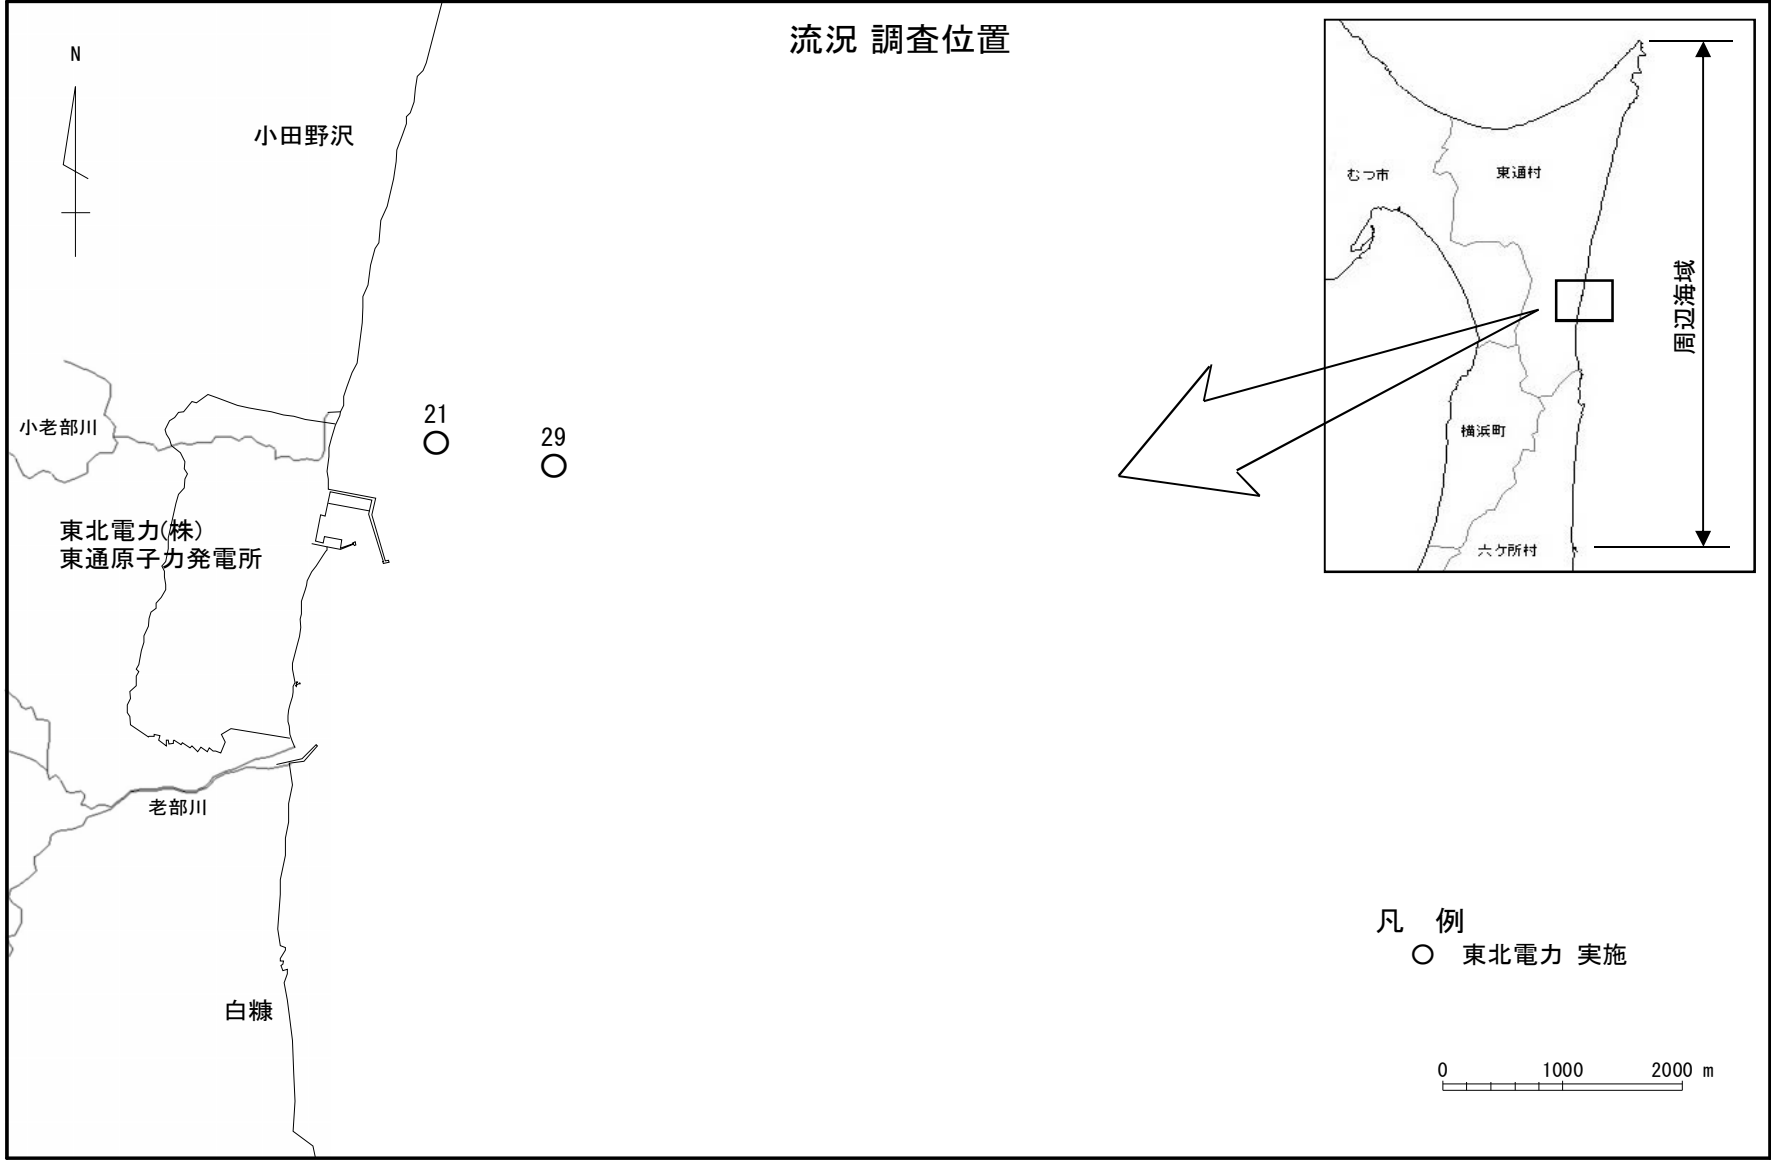 流況 調査位置
N
小田野沢
むつ市
東通村
周辺海域
小老部川
21
29
横浜町
東北電力(株)
東通原子力発電所
六ケ所村
老部川
凡 例
○ 東北電力 実施
白糠
0 1000 2000 m